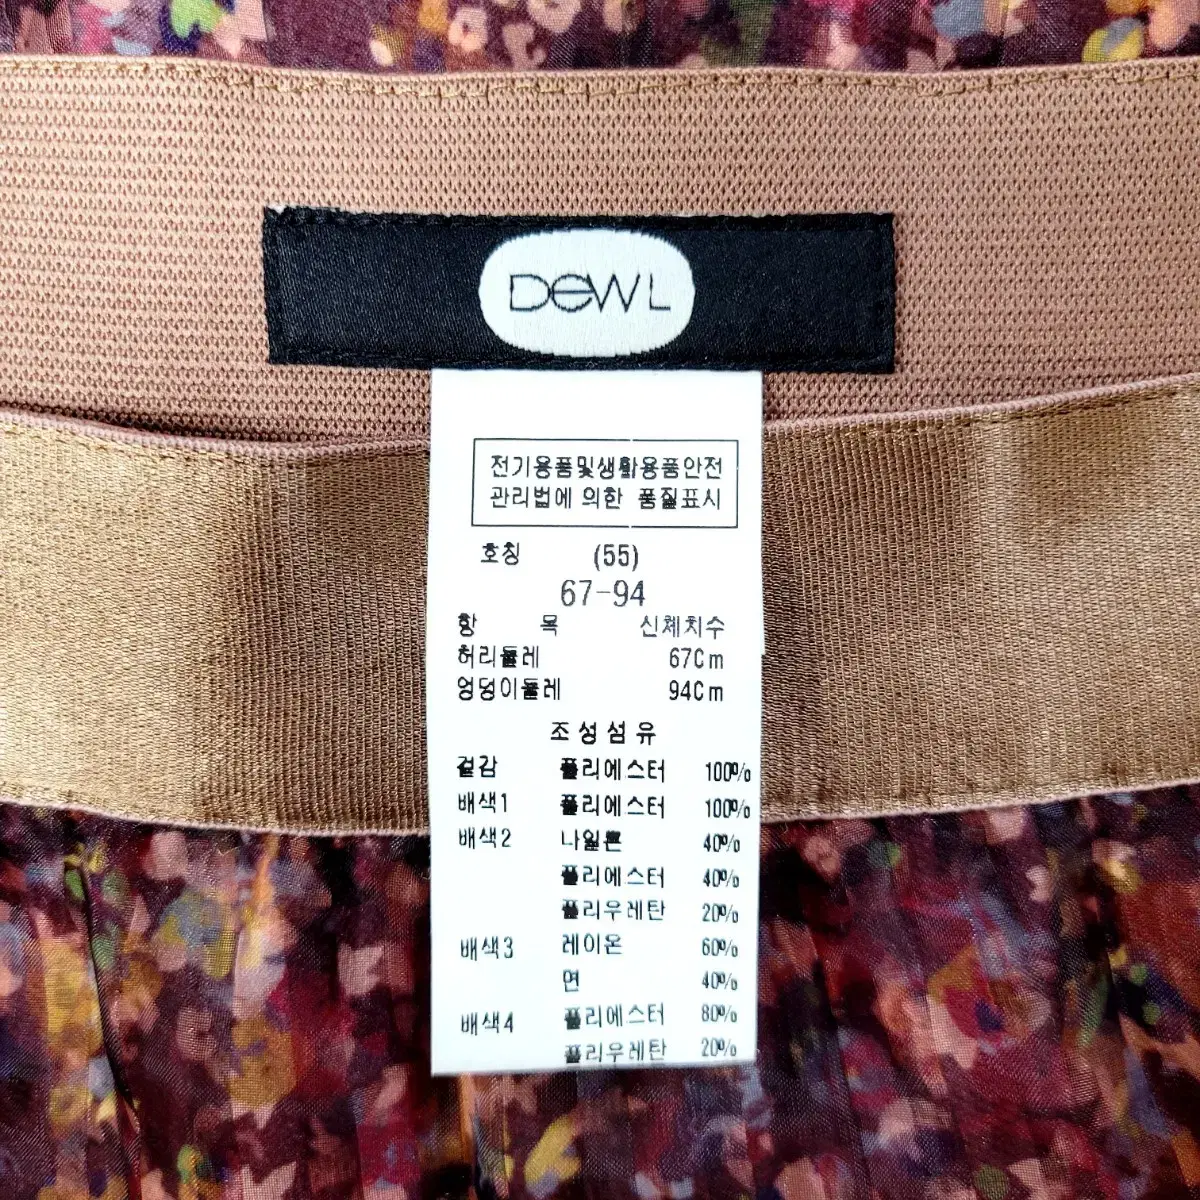 DEWL
전기용품및생활용품안전
관리법에 의한 품질표시
호칭 (55)
67-94
항 목 신체치수
허리둘레 67Cm
엉덩이둘레 94Cm
조성섬유
겉감 폴리에스터 100%
배색1 폴리에스터 100%
배색2 나일론 40%
폴리에스터 40%
폴리우레탄 20%
배색3 레이온 60%
면 40%
배색4 폴리에스터 80%
폴리우레탄 20%